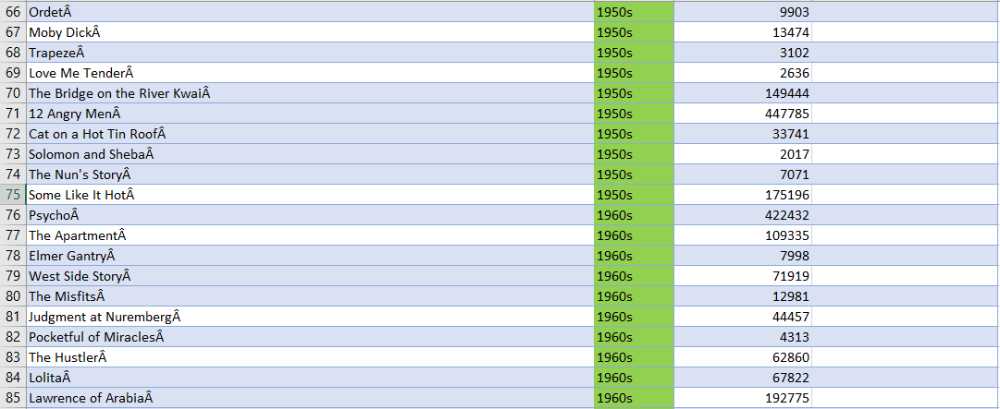 66 OrdetÂ 1950s 9903
67 Moby DickÂ 1950s 13474
68 TrapezeÂ 1950s 3102
69 Love Me TenderÂ 1950s 2636
70 The Bridge on the River KwaiÂ 1950s 149444
71 12 Angry MenÂ 1950s 447785
72 Cat on a Hot Tin RoofÂ 1950s 33741
73 Solomon and ShebaÂ 1950s 2017
74 The Nun's StoryÂ 1950s 7071
75 Some Like It HotÂ 1950s 175196
76 PsychoÂ 1960s 422432
77 The ApartmentÂ 1960s 109335
78 Elmer GantryÂ 1960s 7998
79 West Side StoryÂ 1960s 71919
80 The MisfitsÂ 1960s 12981
81 Judgment at NurembergÂ 1960s 44457
82 Pocketful of MiraclesÂ 1960s 4313
83 The HustlerÂ 1960s 62860
84 LolitaÂ 1960s 67822
85 Lawrence of ArabiaÂ 1960s 192775